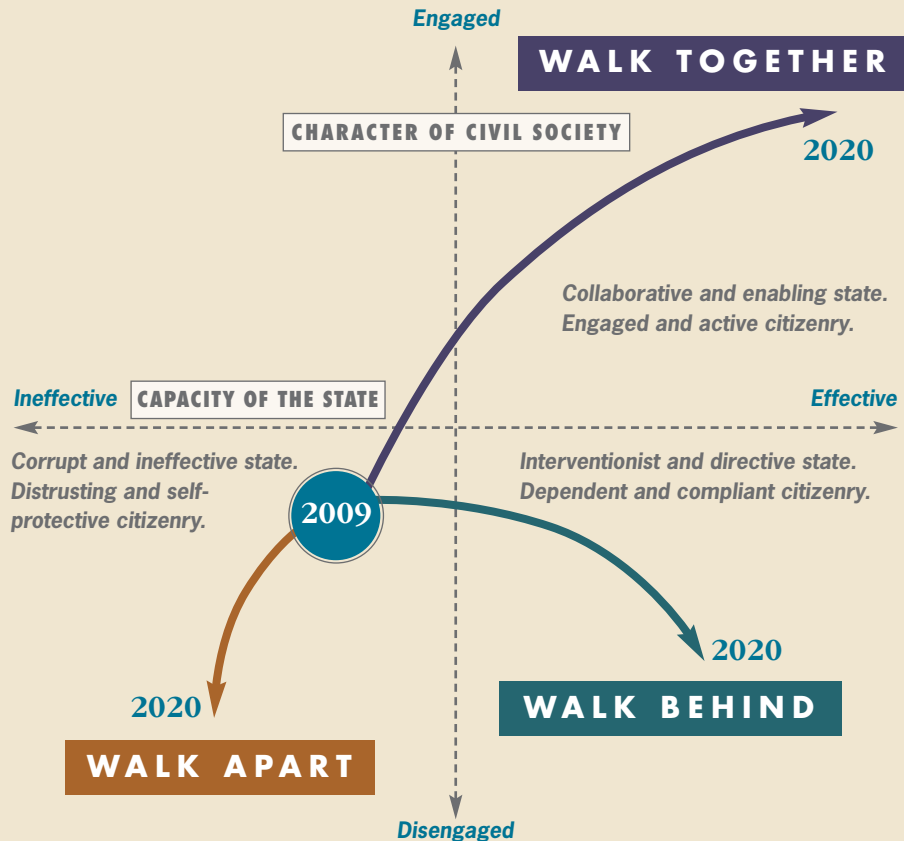 Engaged
WALK TOGETHER
CHARACTER OF CIVIL SOCIETY
2020
Collaborative and enabling state.
Engaged and active citizenry.
Ineffective
CAPACITY OF THE STATE
Effective
Corrupt and ineffective state.
Distrusting and self-
protective citizenry.
Interventionist and directive state.
Dependent and compliant citizenry.
2009
2020
WALK BEHIND
2020
WALK APART
Disengaged